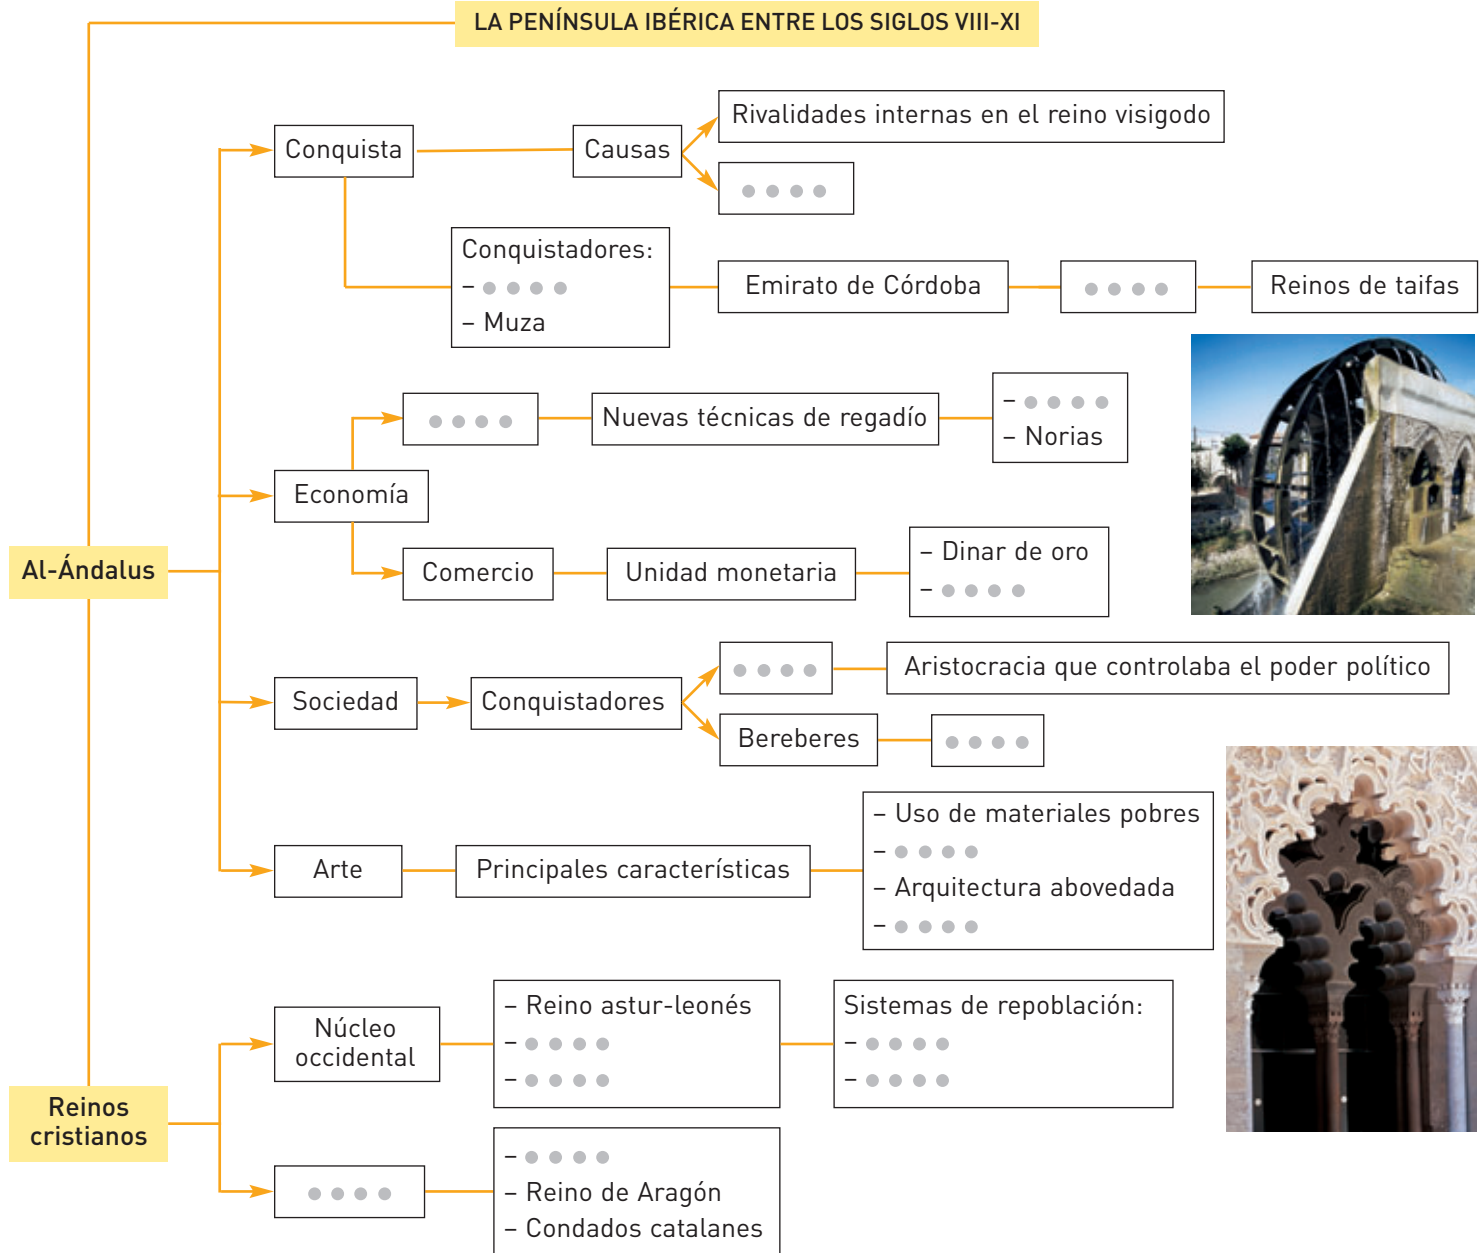 LA PENÍNSULA IBÉRICA ENTRE LOS SIGLOS VIII-XI
Al-Ándalus
Conquista
Causas
Rivalidades internas en el reino visigodo
● ● ● ●
Conquistadores:
– ● ● ● ●
– Muza
Emirato de Córdoba
● ● ● ●
Reinos de taifas
Economía
● ● ● ●
Nuevas técnicas de regadío
– ● ● ● ●
– Norias
Comercio
Unidad monetaria
– Dinar de oro
– ● ● ● ●
Sociedad
Conquistadores
● ● ● ●
Aristocracia que controlaba el poder político
Bereberes
● ● ● ●
Arte
Principales características
– Uso de materiales pobres
– ● ● ● ●
– Arquitectura abovedada
– ● ● ● ●
Reinos
cristianos
Núcleo
occidental
– Reino astur-leonés
– ● ● ● ●
– ● ● ● ●
Sistemas de repoblación:
– ● ● ● ●
– ● ● ● ●
● ● ● ●
– ● ● ● ●
– Reino de Aragón
– Condados catalanes